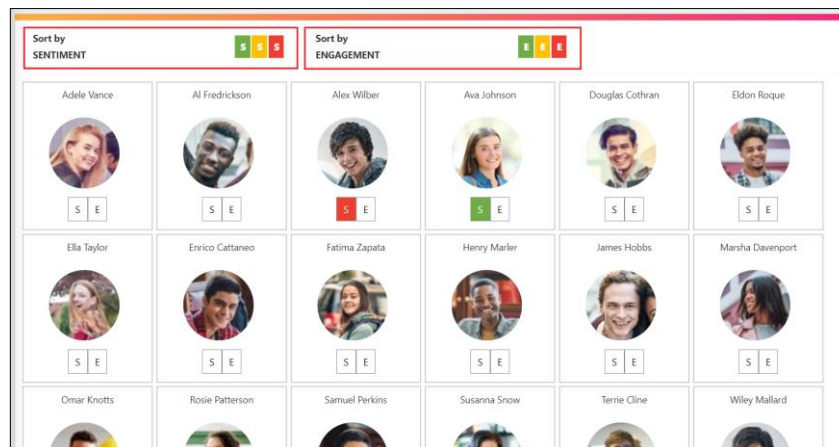 Sort by
SENTIMENT
S S S
Sort by
ENGAGEMENT
E E E
Adele Vance
Al Fredrickson
Alex Wilber
Ava Johnson
Douglas Cothran
Eldon Roque
S E
S E
S E
S E
S E
S E
Ella Taylor
Enrico Cattaneo
Fatima Zapata
Henry Marler
James Hobbs
Marsha Davenport
S E
S E
S E
S E
S E
S E
Omar Knotts
Rosie Patterson
Samuel Perkins
Susanna Snow
Terrie Cline
Wiley Mallard